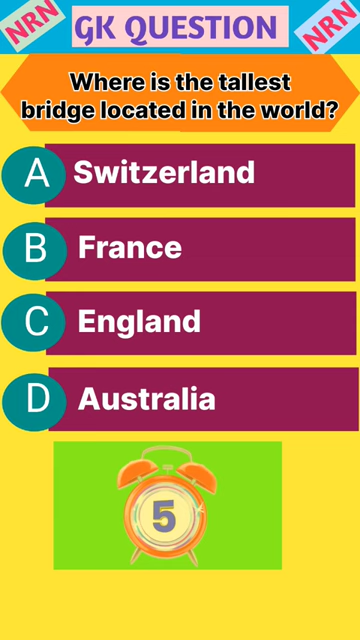 NRN
GK QUESTION
NRN
Where is the tallest
bridge located in the world?
A Switzerland
B France
C England
D Australia
5